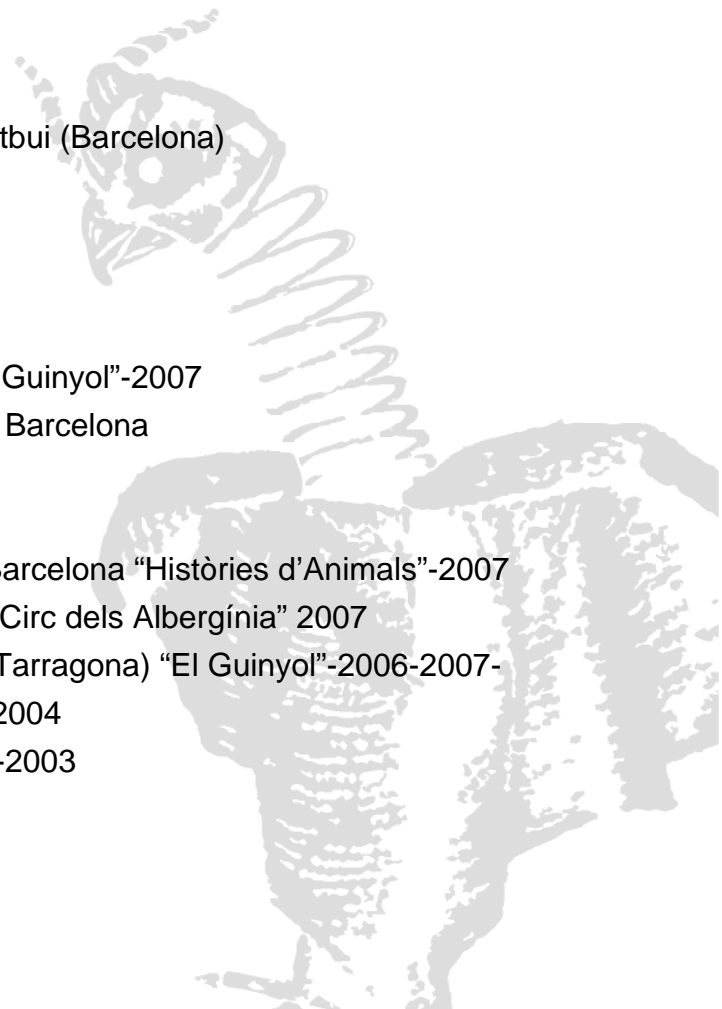 tbui (Barcelona)
Guinyol”-2007
Barcelona
arcelona “Històries d’Animals”-2007
Circ dels Albergínia” 2007
Tarragona) “El Guinyol”-2006-2007-
2004
-2003